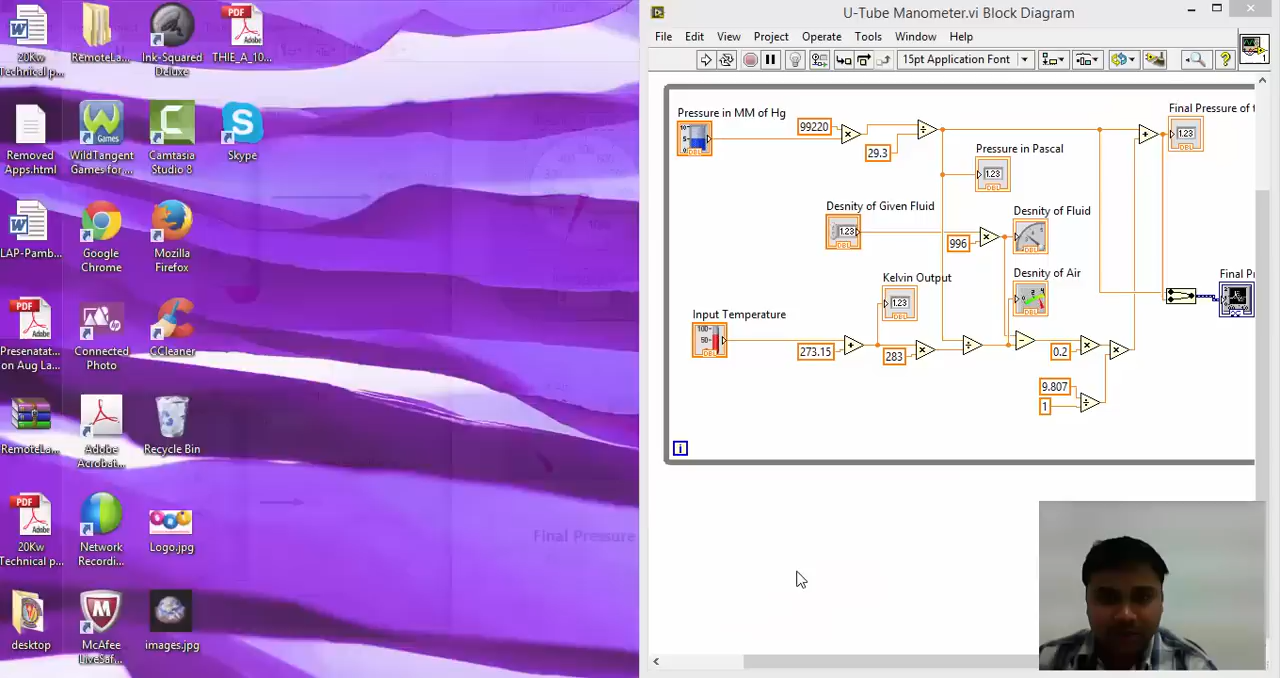 20Kw
Technical p...
RemoteLa...
Ink-Squared
Deluxe
THIE_A_10...
Removed
Apps.html
WildTangent
Games for...
Camtasia
Studio 8
Skype
LAP-Pamb...
Google
Chrome
Mozilla
Firefox
Presenatat...
on Aug La...
Connected
Photo
CCleaner
RemoteLa...
Adobe
Acrobat...
Recycle Bin
20Kw
Technical p...
Network
Recordi...
Logo.jpg
desktop
McAfee
LiveSaf...
images.jpg
Final Pressure
U-Tube Manometer.vi Block Diagram
File Edit View Project Operate Tools Window Help
15pt Application Font
Pressure in MM of Hg
99220
29.3
Final Pressure of t
Pressure in Pascal
Desnity of Given Fluid
996
Desnity of Fluid
Kelvin Output
Desnity of Air
Final Pr
Input Temperature
273.15
283
0.2
9.807
1
i